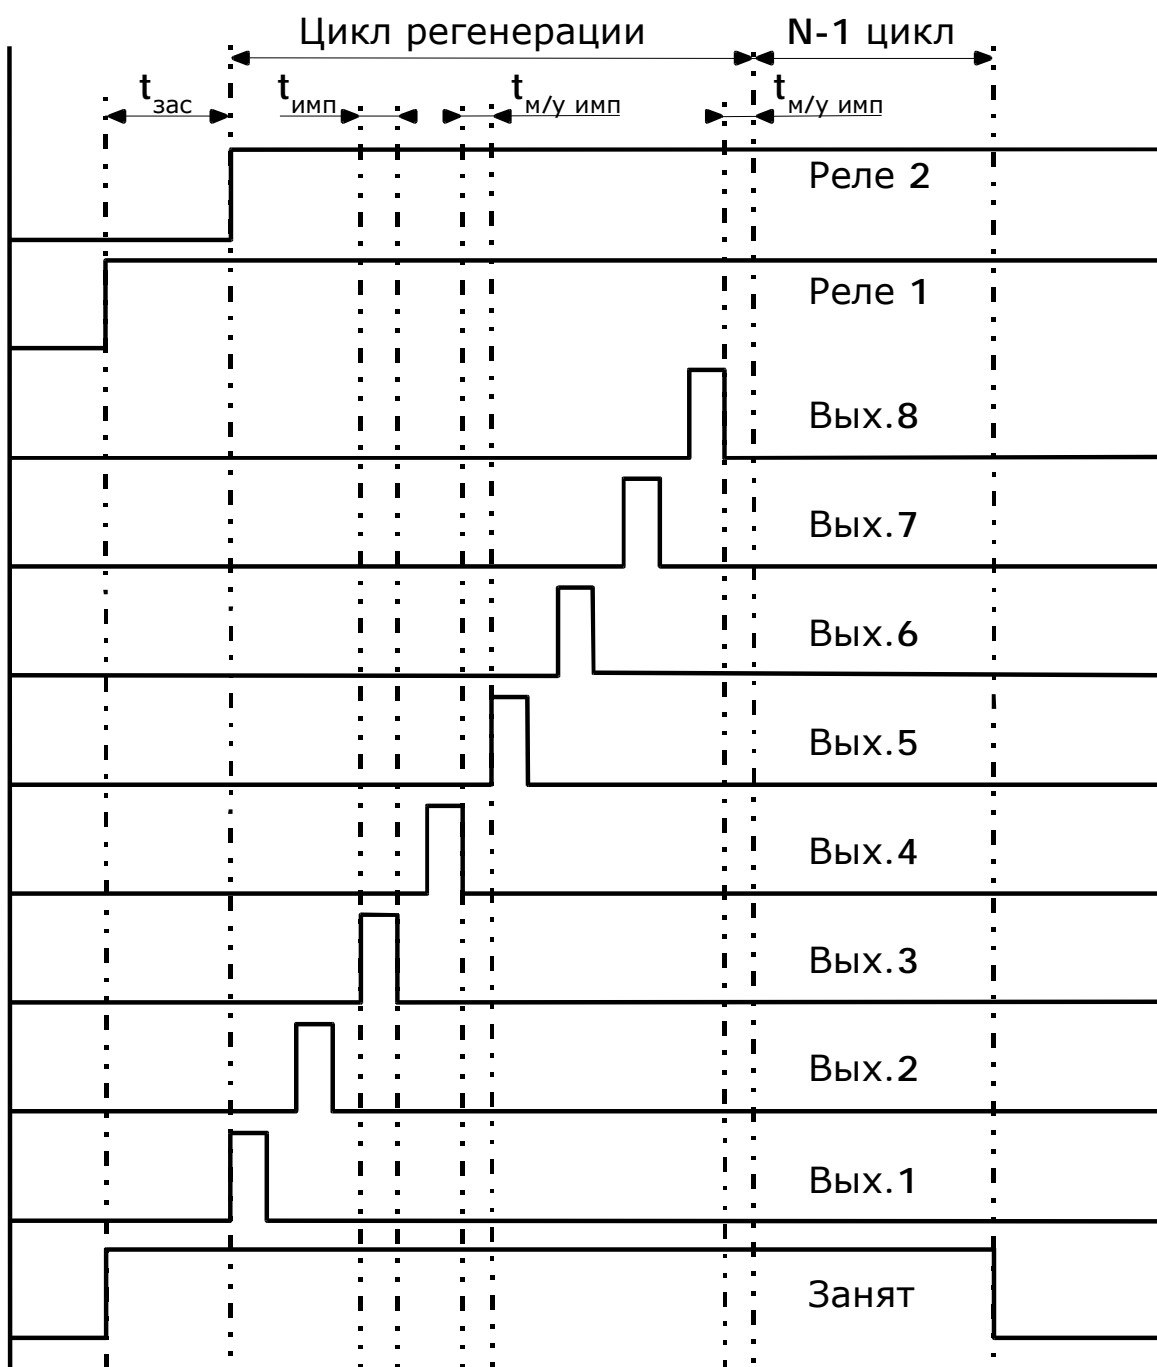 Цикл регенерации N-1 цикл
tзас tимп tм/у имп tм/у имп
Реле 2
Реле 1
Вых.8
Вых.7
Вых.6
Вых.5
Вых.4
Вых.3
Вых.2
Вых.1
Занят